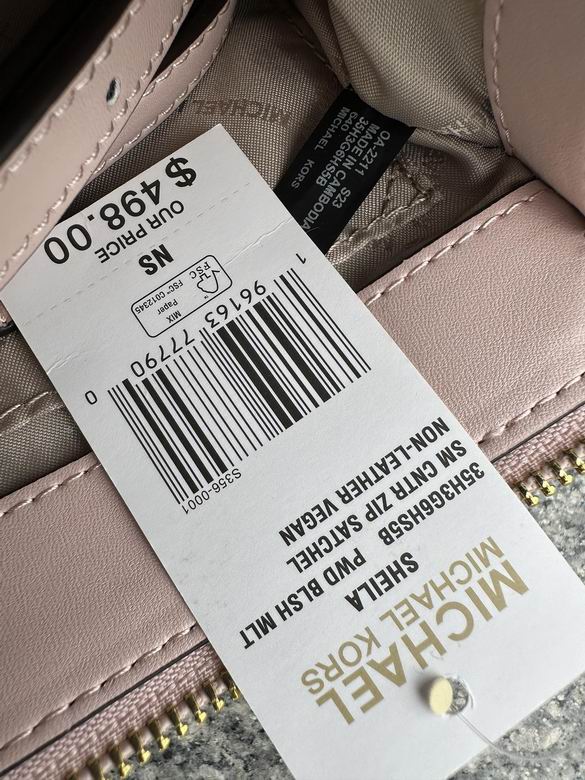 MICHAEL
MICHAEL KORS
SHEILA
35H3G6HS5B PWD BLSH MLT
SM CNTR ZIP SATCHEL
NON-LEATHER VEGAN
S356-0001
1 96163 77790 0
MIX
Paper
FSC
FSC® C012345
NS
OUR PRICE
$498.00
MICHAEL
MICHAEL KORS
040
35H3G6HS5B
MADE IN CAMBODIA
OA-2211 S23